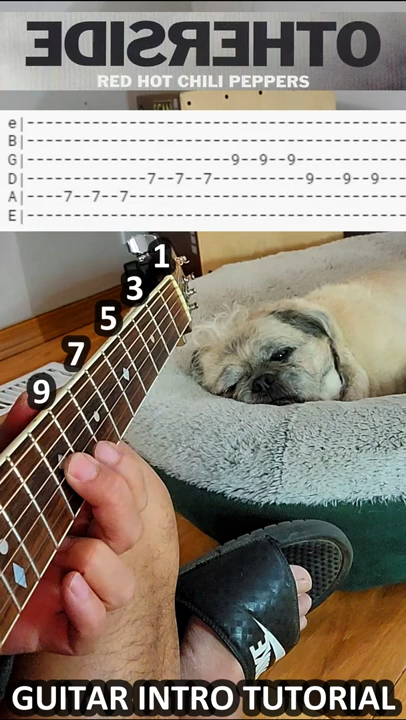 OTHERSIDE
RED HOT CHILI PEPPERS
e|-----------------------------------------
B|-----------------------------------------
G|----------------------9--9--9------------
D|-------------7--7--7----------9---9--9---
A|----7--7--7------------------------------
E|-----------------------------------------
1
3
5
7
9
NIKE
GUITAR INTRO TUTORIAL